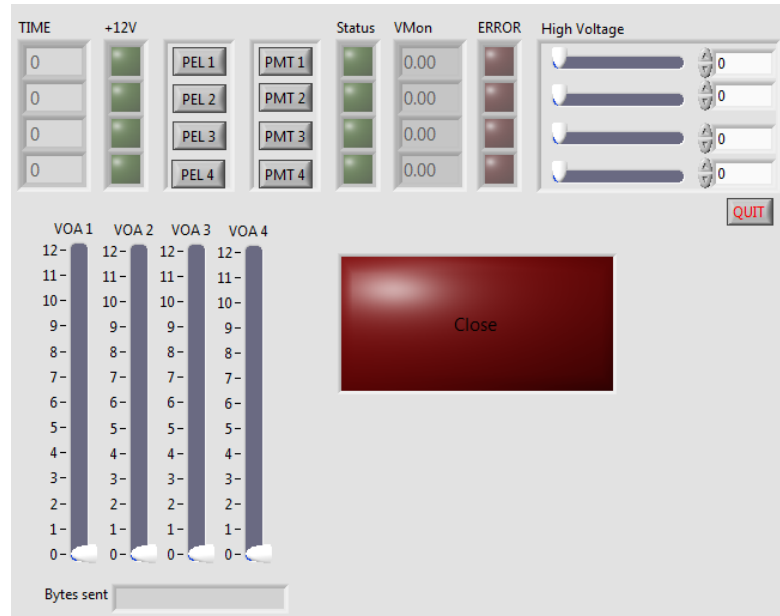 TIME +12V Status VMon ERROR High Voltage
0 PEL 1 PMT 1 0.00 0
0 PEL 2 PMT 2 0.00 0
0 PEL 3 PMT 3 0.00 0
0 PEL 4 PMT 4 0.00 0
QUIT
VOA 1 VOA 2 VOA 3 VOA 4
12 12 12 12
11 11 11 11
10 10 10 10
9 9 9 9
8 8 8 8
7 7 7 7
6 6 6 6
5 5 5 5
4 4 4 4
3 3 3 3
2 2 2 2
1 1 1 1
0 0 0 0
Close
Bytes sent